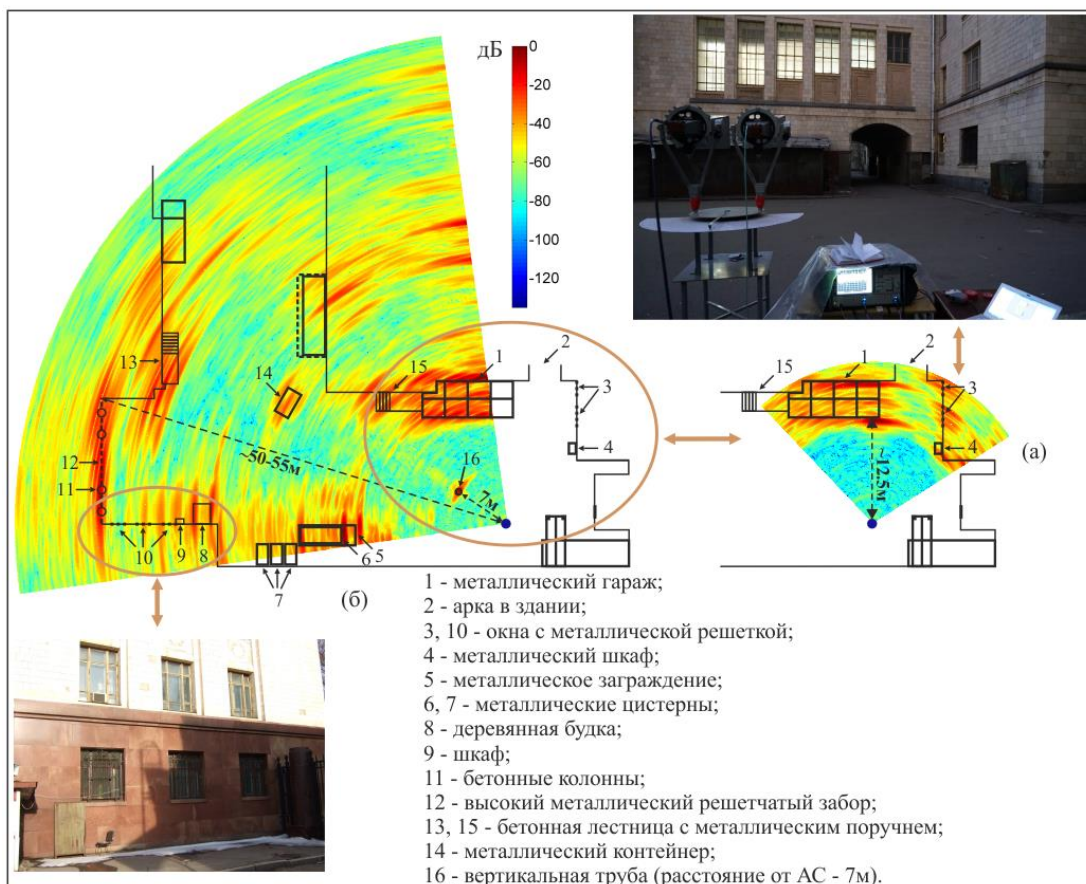 дБ
0
-20
-40
-60
-80
-100
-120
1
2
15
3
4
13
14
~50-55м
16
7м
12
11
10
9
8
7
6
5
(б)
15
1
2
3
4
~12.5м
(а)
1 - металлический гараж;
2 - арка в здании;
3, 10 - окна с металлической решеткой;
4 - металлический шкаф;
5 - металлическое заграждение;
6, 7 - металлические цистерны;
8 - деревянная будка;
9 - шкаф;
11 - бетонные колонны;
12 - высокий металлический решетчатый забор;
13, 15 - бетонная лестница с металлическим поручнем;
14 - металлический контейнер;
16 - вертикальная труба (расстояние от АС - 7м).